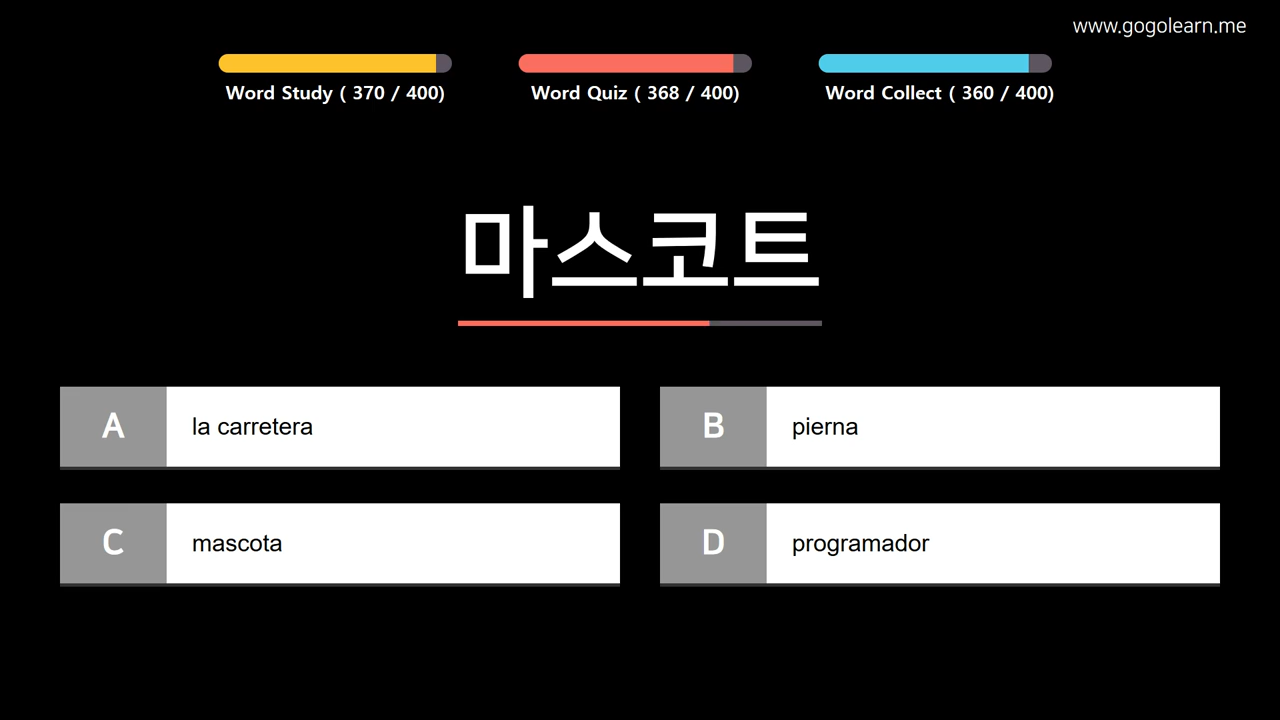 www.gogolearn.me
Word Study ( 370 / 400)
Word Quiz ( 368 / 400)
Word Collect ( 360 / 400)
마스코트
A la carretera
B pierna
C mascota
D programador